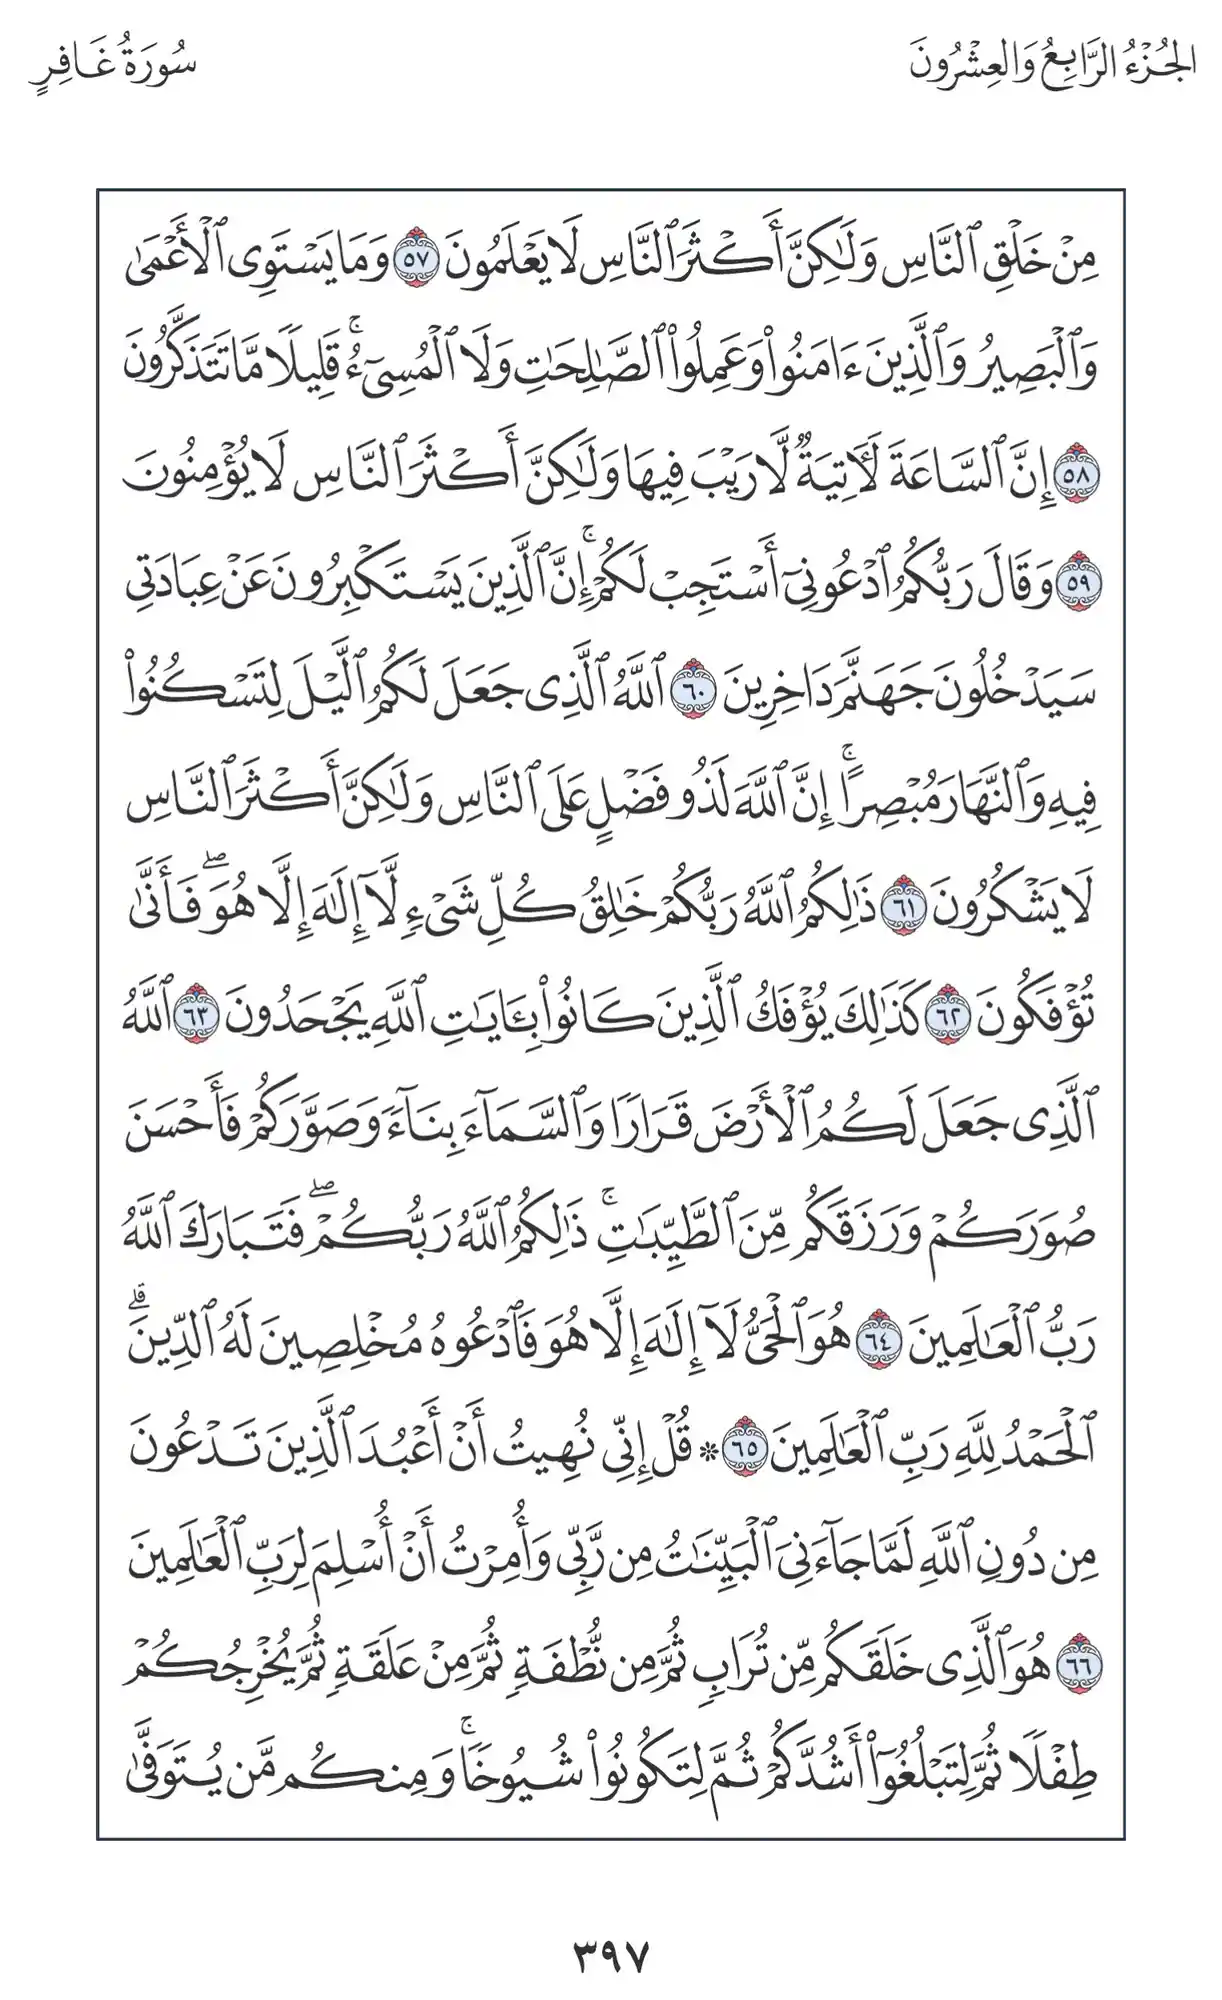 الجُزْءُ الرَّابِعُ وَالعِشْرُونَ
سُورَةُ غَافِرٍ
مِنْ خَلْقِ ٱلنَّاسِ وَلَٰكِنَّ أَكْثَرَ ٱلنَّاسِ لَا يَعْلَمُونَ ٥٧ وَمَا يَسْتَوِى ٱلْأَعْمَىٰ
وَٱلْبَصِيرُ وَٱلَّذِينَ ءَامَنُوا۟ وَعَمِلُوا۟ ٱلصَّٰلِحَٰتِ وَلَا ٱلْمُسِىٓءُ ۚ قَلِيلًا مَّا تَتَذَكَّرُونَ
٥٨ إِنَّ ٱلسَّاعَةَ لَـَٔاتِيَةٌ لَّا رَيْبَ فِيهَا وَلَٰكِنَّ أَكْثَرَ ٱلنَّاسِ لَا يُؤْمِنُونَ
٥٩ وَقَالَ رَبُّكُمُ ٱدْعُونِىٓ أَسْتَجِبْ لَكُمْ ۚ إِنَّ ٱلَّذِينَ يَسْتَكْبِرُونَ عَنْ عِبَادَتِى
سَيَدْخُلُونَ جَهَنَّمَ دَاخِرِينَ ٦٠ ٱللَّهُ ٱلَّذِى جَعَلَ لَكُمُ ٱلَّيْلَ لِتَسْكُنُوا۟
فِيهِ وَٱلنَّهَارَ مُبْصِرًا ۚ إِنَّ ٱللَّهَ لَذُو فَضْلٍ عَلَى ٱلنَّاسِ وَلَٰكِنَّ أَكْثَرَ ٱلنَّاسِ
لَا يَشْكُرُونَ ٦١ ذَٰلِكُمُ ٱللَّهُ رَبُّكُمْ خَٰلِقُ كُلِّ شَىْءٍ لَّآ إِلَٰهَ إِلَّا هُوَ ۖ فَأَنَّىٰ
تُؤْفَكُونَ ٦٢ كَذَٰلِكَ يُؤْفَكُ ٱلَّذِينَ كَانُوا۟ بِـَٔايَٰتِ ٱللَّهِ يَجْحَدُونَ ٦٣ ٱللَّهُ
ٱلَّذِى جَعَلَ لَكُمُ ٱلْأَرْضَ قَرَارًا وَٱلسَّمَآءَ بِنَآءً وَصَوَّرَكُمْ فَأَحْسَنَ
صُوَرَكُمْ وَرَزَقَكُم مِّنَ ٱلطَّيِّبَٰتِ ۚ ذَٰلِكُمُ ٱللَّهُ رَبُّكُمْ ۖ فَتَبَارَكَ ٱللَّهُ
رَبُّ ٱلْعَٰلَمِينَ ٦٤ هُوَ ٱلْحَىُّ لَآ إِلَٰهَ إِلَّا هُوَ فَٱدْعُوهُ مُخْلِصِينَ لَهُ ٱلدِّينَ ۗ
ٱلْحَمْدُ لِلَّهِ رَبِّ ٱلْعَٰلَمِينَ ٦٥ * قُلْ إِنِّى نُهِيتُ أَنْ أَعْبُدَ ٱلَّذِينَ تَدْعُونَ
مِن دُونِ ٱللَّهِ لَمَّا جَآءَنِىَ ٱلْبَيِّنَٰتُ مِن رَّبِّى وَأُمِرْتُ أَنْ أُسْلِمَ لِرَبِّ ٱلْعَٰلَمِينَ
٦٦ هُوَ ٱلَّذِى خَلَقَكُم مِّن تُرَابٍ ثُمَّ مِن نُّطْفَةٍ ثُمَّ مِنْ عَلَقَةٍ ثُمَّ يُخْرِجُكُمْ
طِفْلًا ثُمَّ لِتَبْلُغُوٓا۟ أَشُدَّكُمْ ثُمَّ لِتَكُونُوا۟ شُيُوخًا ۚ وَمِنكُم مَّن يُتَوَفَّىٰ
٣٩٧